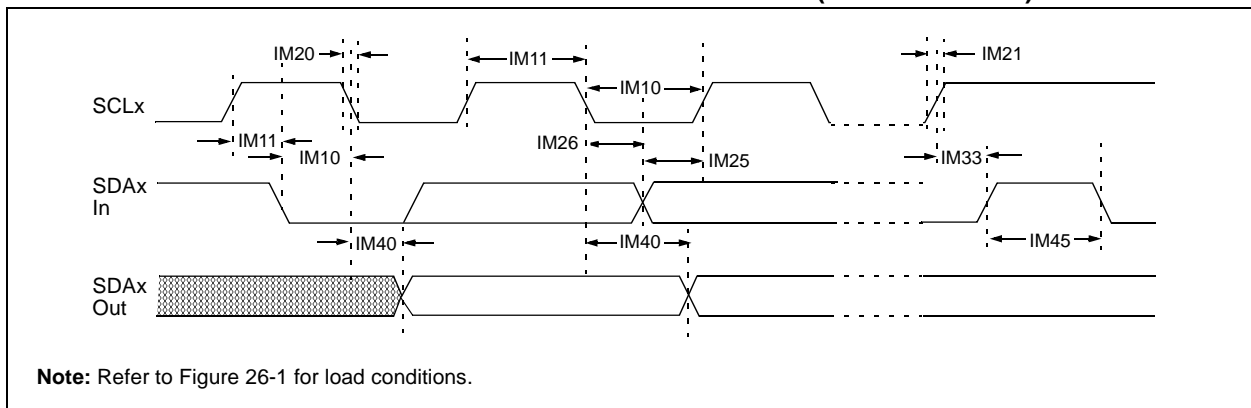 IM20
IM11
IM21
IM10
SCLx
IM11
IM26
IM10
IM25
IM33
SDAx
In
IM40
IM40
IM45
SDAx
Out
Note: Refer to Figure 26-1 for load conditions.